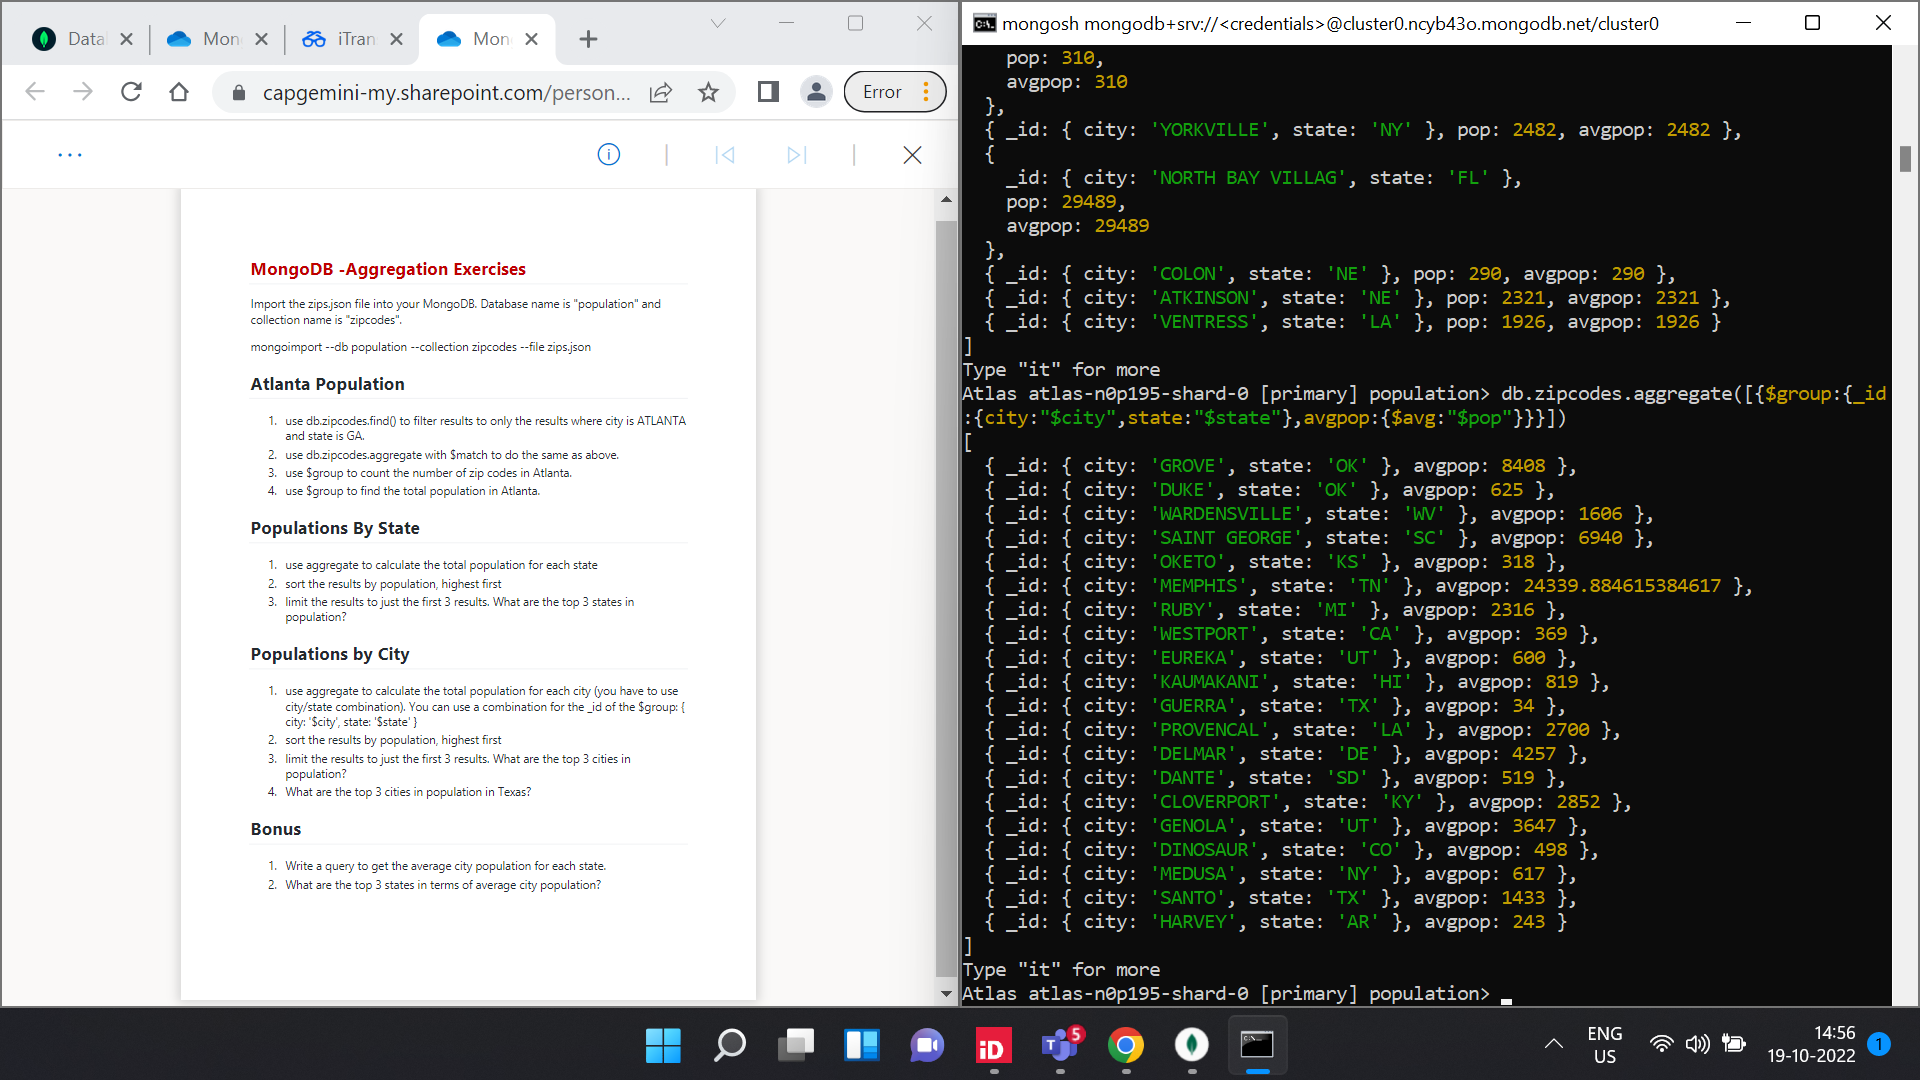 Data
Mon
iTran
Mon
capgemini-my.sharepoint.com/person...
Error
MongoDB -Aggregation Exercises
Import the zips.json file into your MongoDB. Database name is "population" and
collection name is "zipcodes".
mongoimport --db population --collection zipcodes --file zips.json
Atlanta Population
1. use db.zipcodes.find() to filter results to only the results where city is ATLANTA
and state is GA.
2. use db.zipcodes.aggregate with $match to do the same as above.
3. use $group to count the number of zip codes in Atlanta.
4. use $group to find the total population in Atlanta.
Populations By State
1. use aggregate to calculate the total population for each state
2. sort the results by population, highest first
3. limit the results to just the first 3 results. What are the top 3 states in
population?
Populations by City
1. use aggregate to calculate the total population for each city (you have to use
city/state combination). You can use a combination for the _id of the $group: {
city: '$city', state: '$state' }
2. sort the results by population, highest first
3. limit the results to just the first 3 results. What are the top 3 cities in
population?
4. What are the top 3 cities in population in Texas?
Bonus
1. Write a query to get the average city population for each state.
2. What are the top 3 states in terms of average city population?
mongosh mongodb+srv://<credentials>@cluster0.ncyb43o.mongodb.net/cluster0
pop: 310,
avgpop: 310
},
{ _id: { city: 'YORKVILLE', state: 'NY' }, pop: 2482, avgpop: 2482 },
{
_id: { city: 'NORTH BAY VILLAG', state: 'FL' },
pop: 29489,
avgpop: 29489
},
{ _id: { city: 'COLON', state: 'NE' }, pop: 290, avgpop: 290 },
{ _id: { city: 'ATKINSON', state: 'NE' }, pop: 2321, avgpop: 2321 },
{ _id: { city: 'VENTRESS', state: 'LA' }, pop: 1926, avgpop: 1926 }
]
Type "it" for more
Atlas atlas-n0p195-shard-0 [primary] population> db.zipcodes.aggregate([{$group:{_id
:{city:"$city",state:"$state"},avgpop:{$avg:"$pop"}}}])
[
{ _id: { city: 'GROVE', state: 'OK' }, avgpop: 8408 },
{ _id: { city: 'DUKE', state: 'OK' }, avgpop: 625 },
{ _id: { city: 'WARDENSVILLE', state: 'WV' }, avgpop: 1606 },
{ _id: { city: 'SAINT GEORGE', state: 'SC' }, avgpop: 6940 },
{ _id: { city: 'OKETO', state: 'KS' }, avgpop: 318 },
{ _id: { city: 'MEMPHIS', state: 'TN' }, avgpop: 24339.884615384617 },
{ _id: { city: 'RUBY', state: 'MI' }, avgpop: 2316 },
{ _id: { city: 'WESTPORT', state: 'CA' }, avgpop: 369 },
{ _id: { city: 'EUREKA', state: 'UT' }, avgpop: 600 },
{ _id: { city: 'KAUMAKANI', state: 'HI' }, avgpop: 819 },
{ _id: { city: 'GUERRA', state: 'TX' }, avgpop: 34 },
{ _id: { city: 'PROVENCAL', state: 'LA' }, avgpop: 2700 },
{ _id: { city: 'DELMAR', state: 'DE' }, avgpop: 4257 },
{ _id: { city: 'DANTE', state: 'SD' }, avgpop: 519 },
{ _id: { city: 'CLOVERPORT', state: 'KY' }, avgpop: 2852 },
{ _id: { city: 'GENOLA', state: 'UT' }, avgpop: 3647 },
{ _id: { city: 'DINOSAUR', state: 'CO' }, avgpop: 498 },
{ _id: { city: 'MEDUSA', state: 'NY' }, avgpop: 617 },
{ _id: { city: 'SANTO', state: 'TX' }, avgpop: 1433 },
{ _id: { city: 'HARVEY', state: 'AR' }, avgpop: 243 }
]
Type "it" for more
Atlas atlas-n0p195-shard-0 [primary] population>
iD
5
ENG
US
14:56
19-10-2022
1